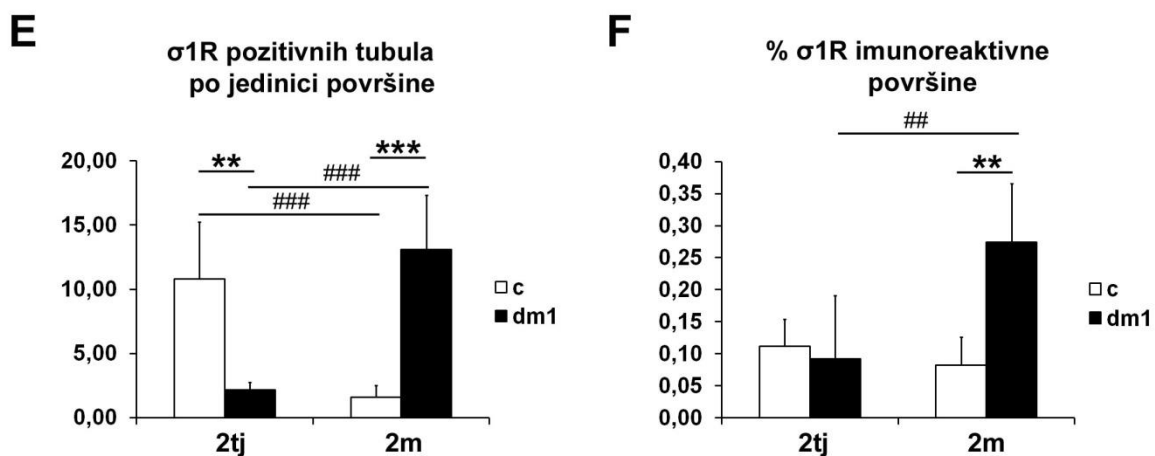 E
σ1R pozitivnih tubula
po jedinici površine
20,00
15,00
10,00
5,00
0,00
**
***
###
###
2tj
2m
c
dm1
F
% σ1R imunoreaktivne
površine
##
0,40
0,35
0,30
0,25
0,20
0,15
0,10
0,05
0,00
**
2tj
2m
c
dm1